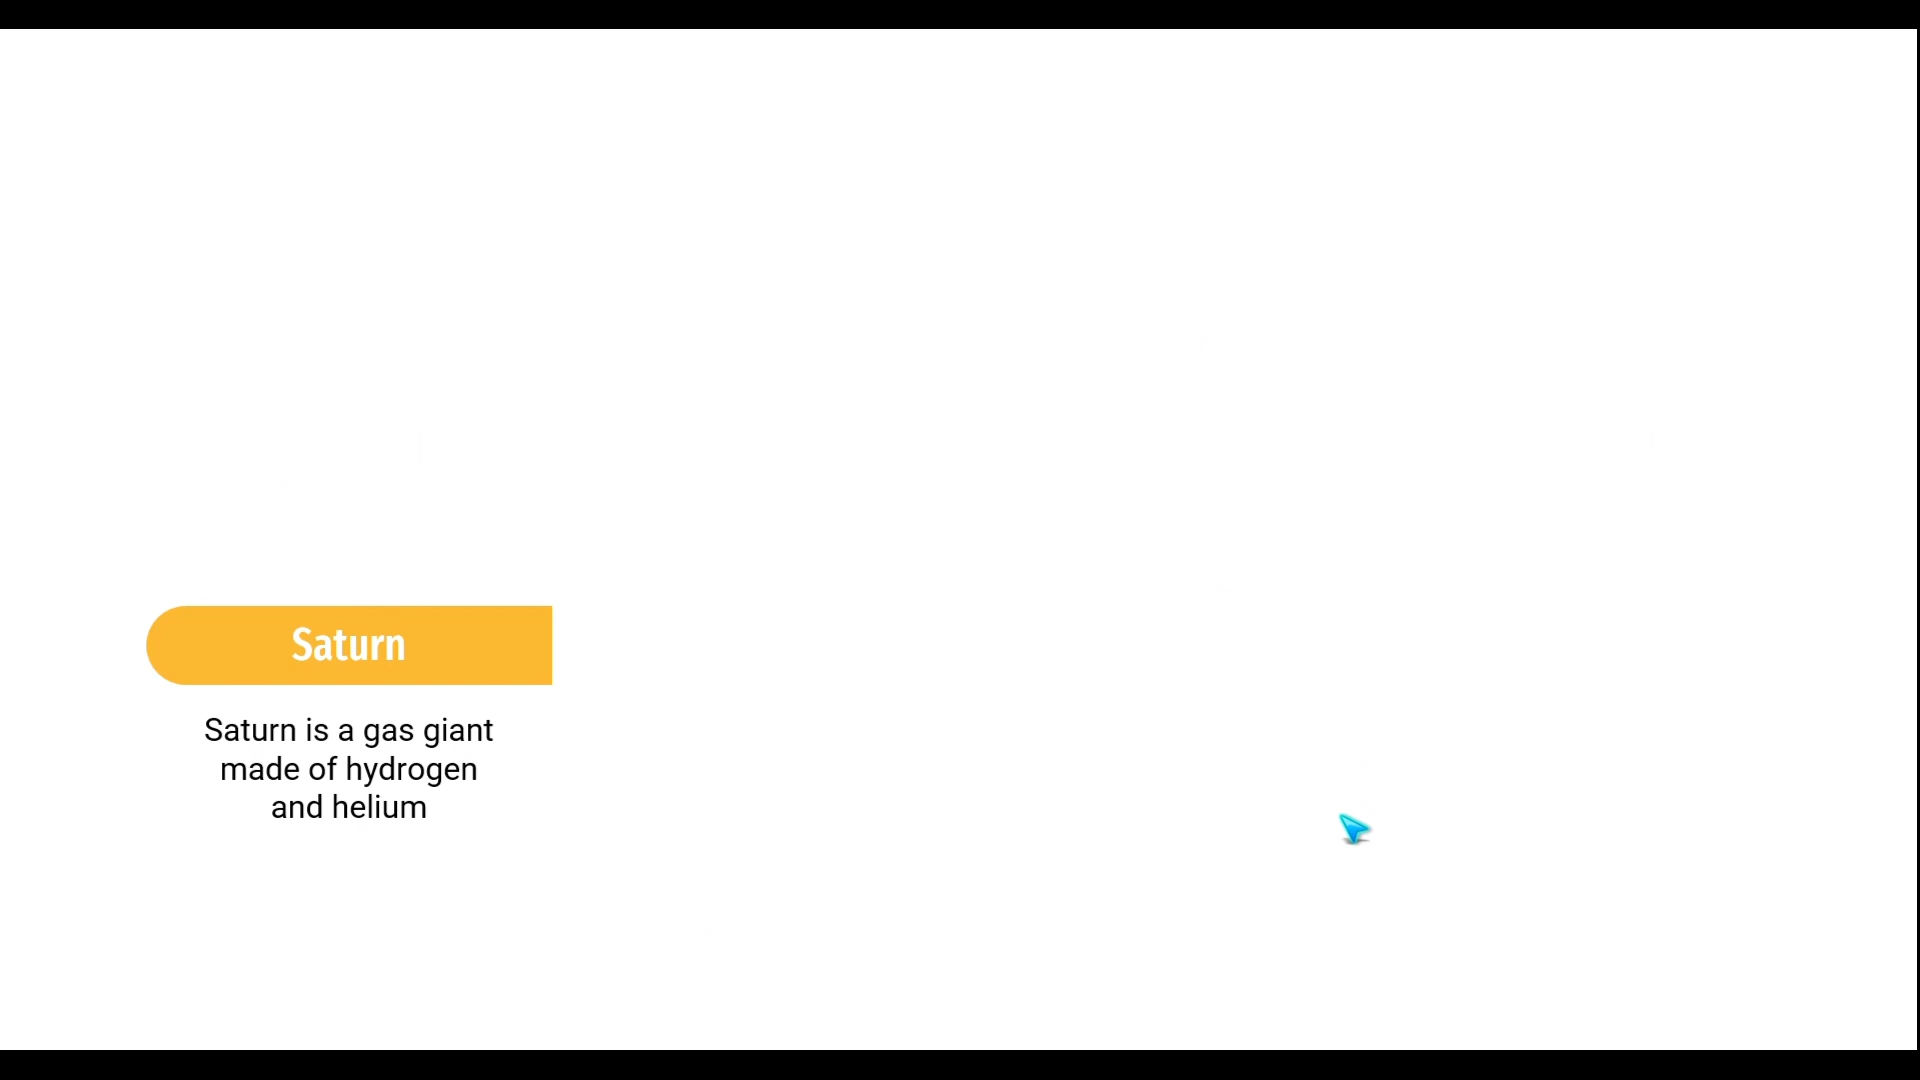 Saturn
Saturn is a gas giant
made of hydrogen
and helium